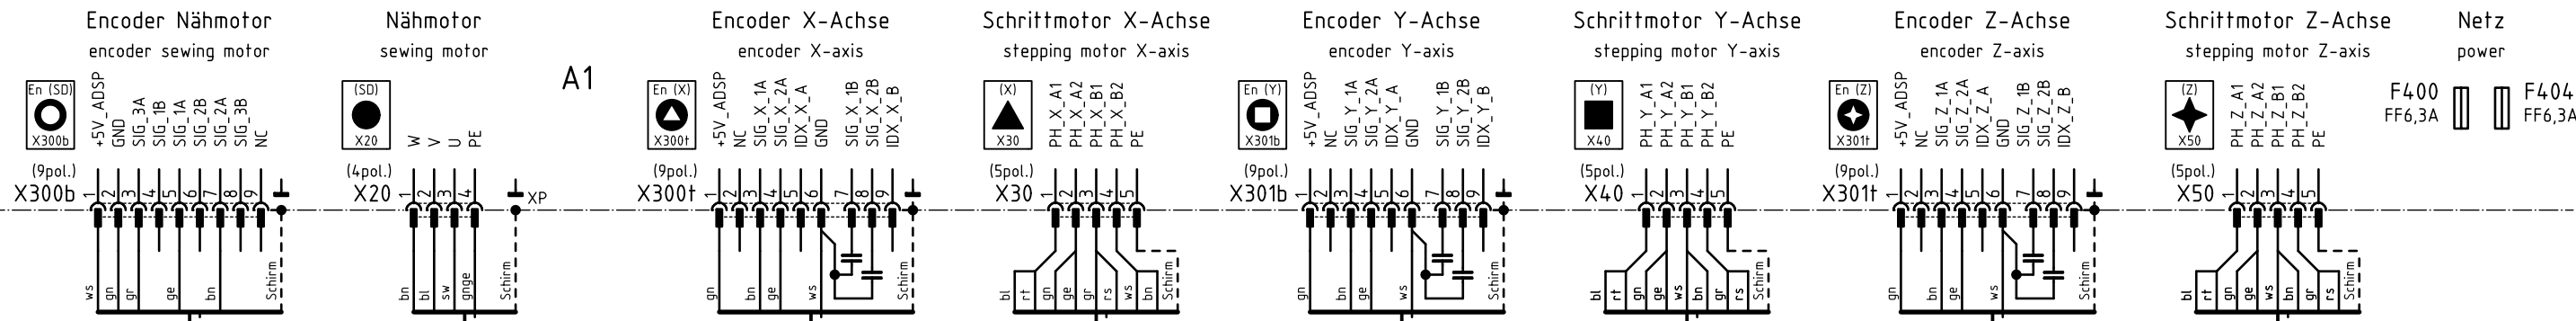 Encoder Nähmotor
encoder sewing motor
En (SD)
X300b
+5V_ADSP
GND
SIG_3A
SIG_1B
SIG_1A
SIG_2B
SIG_2A
SIG_3B
NC
(9pol.)
X300b
1 2 3 4 5 6 7 8 9
ws gn gr ge bn Schirm
Nähmotor
sewing motor
(SD)
X20
W
V
U
PE
(4pol.)
X20
1 2 3 4
XP
bn bl sw gnge Schirm
A1
Encoder X-Achse
encoder X-axis
En (X)
X300t
+5V_ADSP
NC
SIG_X_1A
SIG_X_2A
IDX_X_A
GND
SIG_X_1B
SIG_X_2B
IDX_X_B
(9pol.)
X300t
1 2 3 4 5 6 7 8 9
gn bn ge ws Schirm
Schrittmotor X-Achse
stepping motor X-axis
(X)
X30
PH_X_A1
PH_X_A2
PH_X_B1
PH_X_B2
PE
(5pol.)
X30
1 2 3 4 5
bl rt gn ge gr rs ws bn Schirm
Encoder Y-Achse
encoder Y-axis
En (Y)
X301b
+5V_ADSP
NC
SIG_Y_1A
SIG_Y_2A
IDX_Y_A
GND
SIG_Y_1B
SIG_Y_2B
IDX_Y_B
(9pol.)
X301b
1 2 3 4 5 6 7 8 9
gn bn ge ws Schirm
Schrittmotor Y-Achse
stepping motor Y-axis
(Y)
X40
PH_Y_A1
PH_Y_A2
PH_Y_B1
PH_Y_B2
PE
(5pol.)
X40
1 2 3 4 5
bl rt gn ge ws bn gr rs Schirm
Encoder Z-Achse
encoder Z-axis
En (Z)
X301t
+5V_ADSP
NC
SIG_Z_1A
SIG_Z_2A
IDX_Z_A
GND
SIG_Z_1B
SIG_Z_2B
IDX_Z_B
(9pol.)
X301t
1 2 3 4 5 6 7 8 9
gn bn ge ws Schirm
Schrittmotor Z-Achse
stepping motor Z-axis
(Z)
X50
PH_Z_A1
PH_Z_A2
PH_Z_B1
PH_Z_B2
PE
(5pol.)
X50
1 2 3 4 5
bl rt gn ge ws bn gr rs Schirm
Netz
power
F400
FF6,3A
F404
FF6,3A